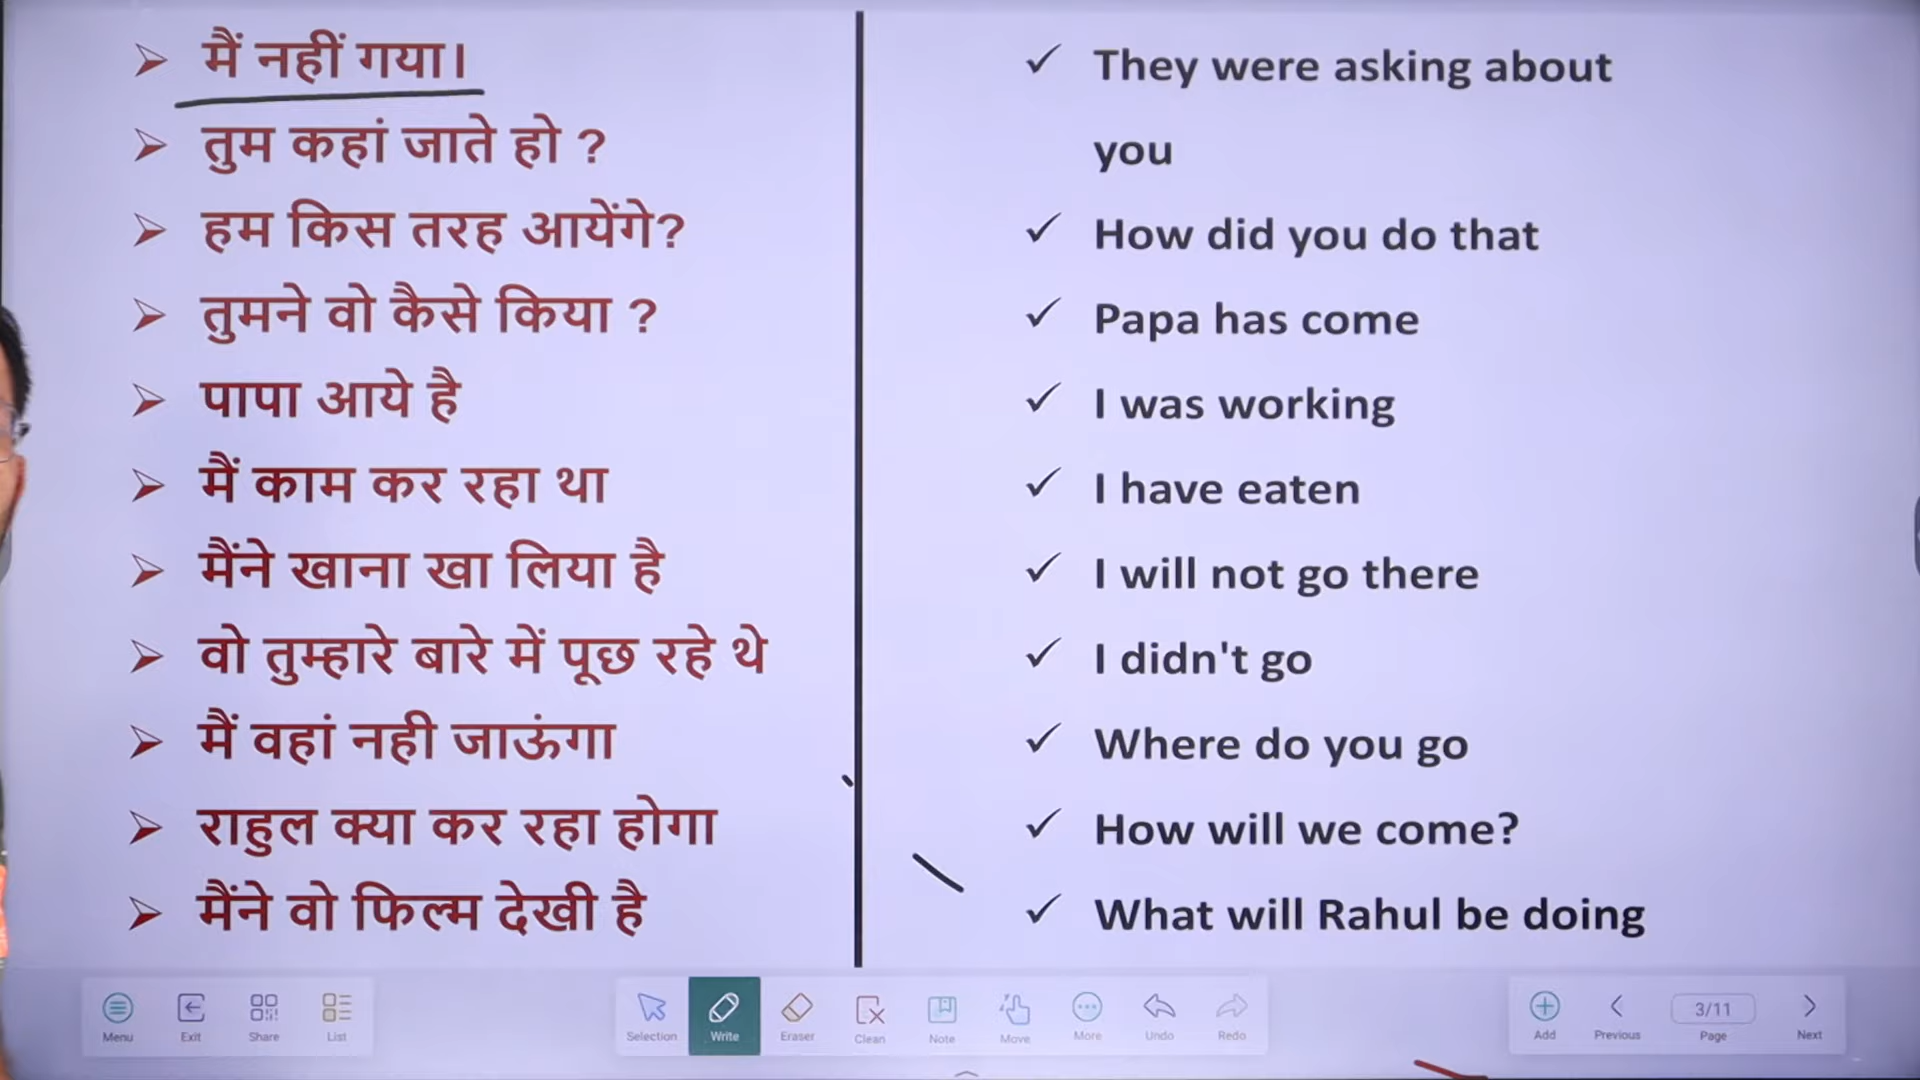 मैं नहीं गया।
तुम कहां जाते हो ?
हम किस तरह आयेंगे?
तुमने वो कैसे किया ?
पापा आये है
मैं काम कर रहा था
मैंने खाना खा लिया है
वो तुम्हारे बारे में पूछ रहे थे
मैं वहां नही जाऊंगा
राहुल क्या कर रहा होगा
मैंने वो फिल्म देखी है
They were asking about
you
How did you do that
Papa has come
I was working
I have eaten
I will not go there
I didn't go
Where do you go
How will we come?
What will Rahul be doing
Menu Exit Share List
Selection Write Eraser Clean Note Move More Undo Redo
Add Previous 3/11 Page Next